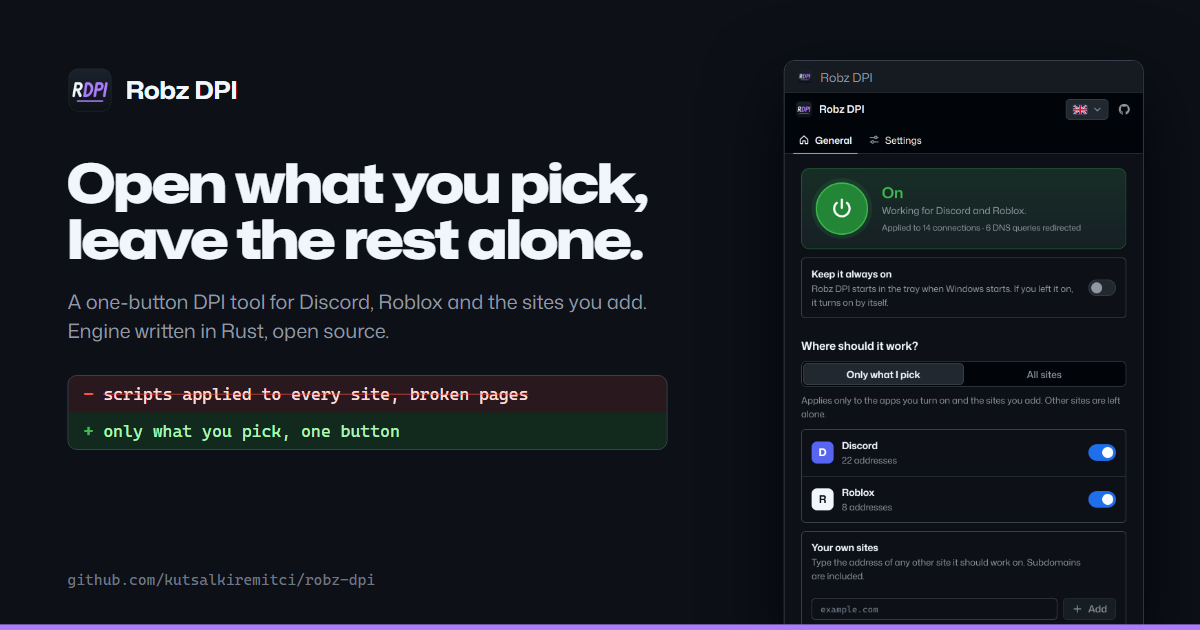 RDPI Robz DPI
Open what you pick,
leave the rest alone.
A one-button DPI tool for Discord, Roblox and the sites you add.
Engine written in Rust, open source.
- scripts applied to every site, broken pages
+ only what you pick, one button
github.com/kutsalkiremitci/robz-dpi
RDPI Robz DPI
RDPI Robz DPI
General Settings
On
Working for Discord and Roblox.
Applied to 14 connections · 6 DNS queries redirected
Keep it always on
Robz DPI starts in the tray when Windows starts. If you left it on,
it turns on by itself.
Where should it work?
Only what I pick All sites
Applies only to the apps you turn on and the sites you add. Other sites are left
alone.
D Discord
22 addresses
R Roblox
8 addresses
Your own sites
Type the address of any other site it should work on. Subdomains
are included.
example.com + Add